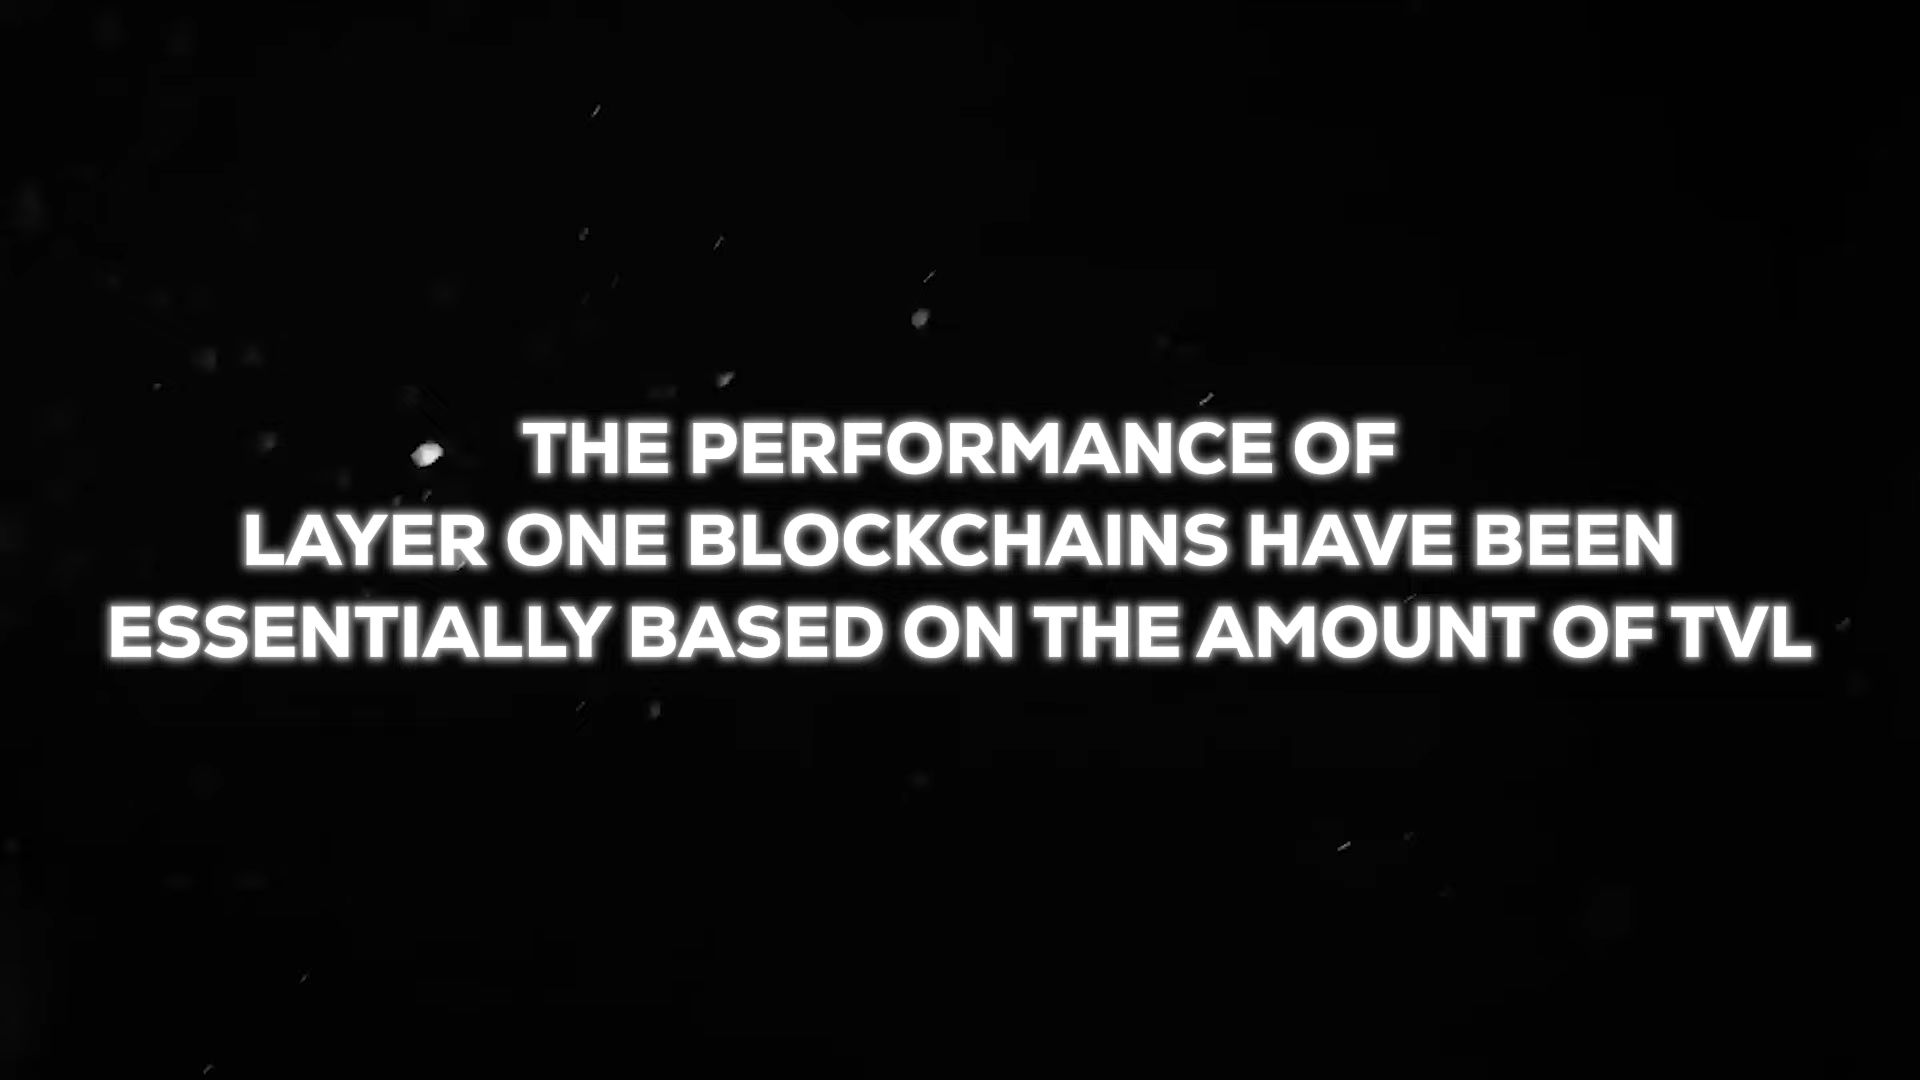 THE PERFORMANCE OF
LAYER ONE BLOCKCHAINS HAVE BEEN
ESSENTIALLY BASED ON THE AMOUNT OF TVL